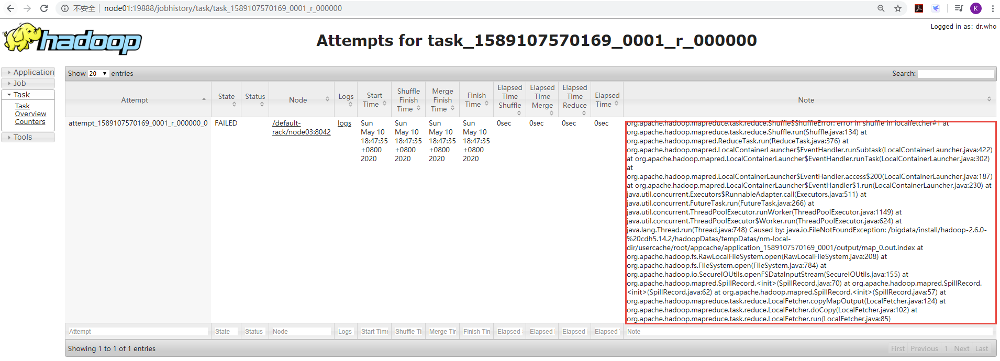 不安全 node01:19888/jobhistory/task/task_1589107570169_0001_r_000000
K
Logged in as: dr.who
hadoop
Attempts for task_1589107570169_0001_r_000000
Application
Job
Task
Task
Overview
Counters
Tools
Show 20 entries
Search:
Attempt
State
Status
Node
Logs
Start
Time
Shuffle
Finish
Time
Merge
Finish
Time
Finish
Time
Elapsed
Time
Shuffle
Elapsed
Time
Merge
Elapsed
Time
Reduce
Elapsed
Time
Note
attempt_1589107570169_0001_r_000000_0
FAILED
/default-
rack/node03:8042
logs
Sun
May 10
18:47:35
+0800
2020
Sun
May 10
18:47:35
+0800
2020
Sun
May 10
18:47:35
+0800
2020
Sun
May 10
18:47:35
+0800
2020
0sec
0sec
0sec
0sec
org.apache.hadoop.mapreduce.task.reduce.Shuffle$ShuffleError: error in shuffle in localfetcher#1 at
org.apache.hadoop.mapreduce.task.reduce.Shuffle.run(Shuffle.java:134) at
org.apache.hadoop.mapred.ReduceTask.run(ReduceTask.java:376) at
org.apache.hadoop.mapred.LocalContainerLauncher$EventHandler.runSubtask(LocalContainerLauncher.java:422)
at org.apache.hadoop.mapred.LocalContainerLauncher$EventHandler.runTask(LocalContainerLauncher.java:302)
at
org.apache.hadoop.mapred.LocalContainerLauncher$EventHandler.access$200(LocalContainerLauncher.java:187)
at org.apache.hadoop.mapred.LocalContainerLauncher$EventHandler$1.run(LocalContainerLauncher.java:230) at
java.util.concurrent.Executors$RunnableAdapter.call(Executors.java:511) at
java.util.concurrent.FutureTask.run(FutureTask.java:266) at
java.util.concurrent.ThreadPoolExecutor.runWorker(ThreadPoolExecutor.java:1149) at
java.util.concurrent.ThreadPoolExecutor$Worker.run(ThreadPoolExecutor.java:624) at
java.lang.Thread.run(Thread.java:748) Caused by: java.io.FileNotFoundException: /bigdata/install/hadoop-2.6.0-
%20cdh5.14.2/hadoopDatas/tempDatas/nm-local-
dir/usercache/root/appcache/application_1589107570169_0001/output/map_0.out.index at
org.apache.hadoop.fs.RawLocalFileSystem.open(RawLocalFileSystem.java:208) at
org.apache.hadoop.fs.FileSystem.open(FileSystem.java:784) at
org.apache.hadoop.io.SecureIOUtils.openFSDataInputStream(SecureIOUtils.java:155) at
org.apache.hadoop.mapred.SpillRecord.<init>(SpillRecord.java:70) at org.apache.hadoop.mapred.SpillRecord.
<init>(SpillRecord.java:62) at org.apache.hadoop.mapred.SpillRecord.<init>(SpillRecord.java:57) at
org.apache.hadoop.mapreduce.task.reduce.LocalFetcher.copyMapOutput(LocalFetcher.java:124) at
org.apache.hadoop.mapreduce.task.reduce.LocalFetcher.doCopy(LocalFetcher.java:102) at
org.apache.hadoop.mapreduce.task.reduce.LocalFetcher.run(LocalFetcher.java:85)
Attempt
State
Status
Node
Logs
Start Time
Shuffle Ti
Merge Tir
Finish Tin
Elapsed
Elapsed
Elapsed
Elapsed
Note
Showing 1 to 1 of 1 entries
First Previous 1 Next Last